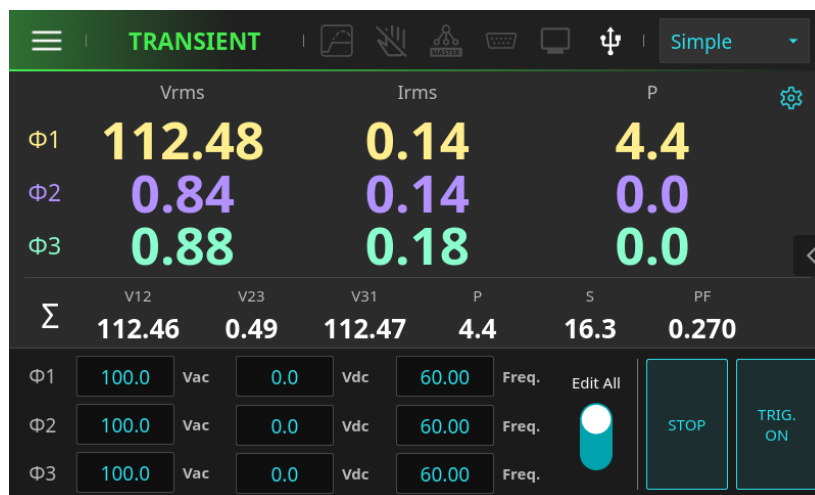 TRANSIENT MASTER Simple
Vrms Irms P
Φ1 112.48 0.14 4.4
Φ2 0.84 0.14 0.0
Φ3 0.88 0.18 0.0
V12 V23 V31 P S PF
Σ 112.46 0.49 112.47 4.4 16.3 0.270
Φ1 100.0 Vac 0.0 Vdc 60.00 Freq. Edit All
Φ2 100.0 Vac 0.0 Vdc 60.00 Freq. STOP TRIG. ON
Φ3 100.0 Vac 0.0 Vdc 60.00 Freq.